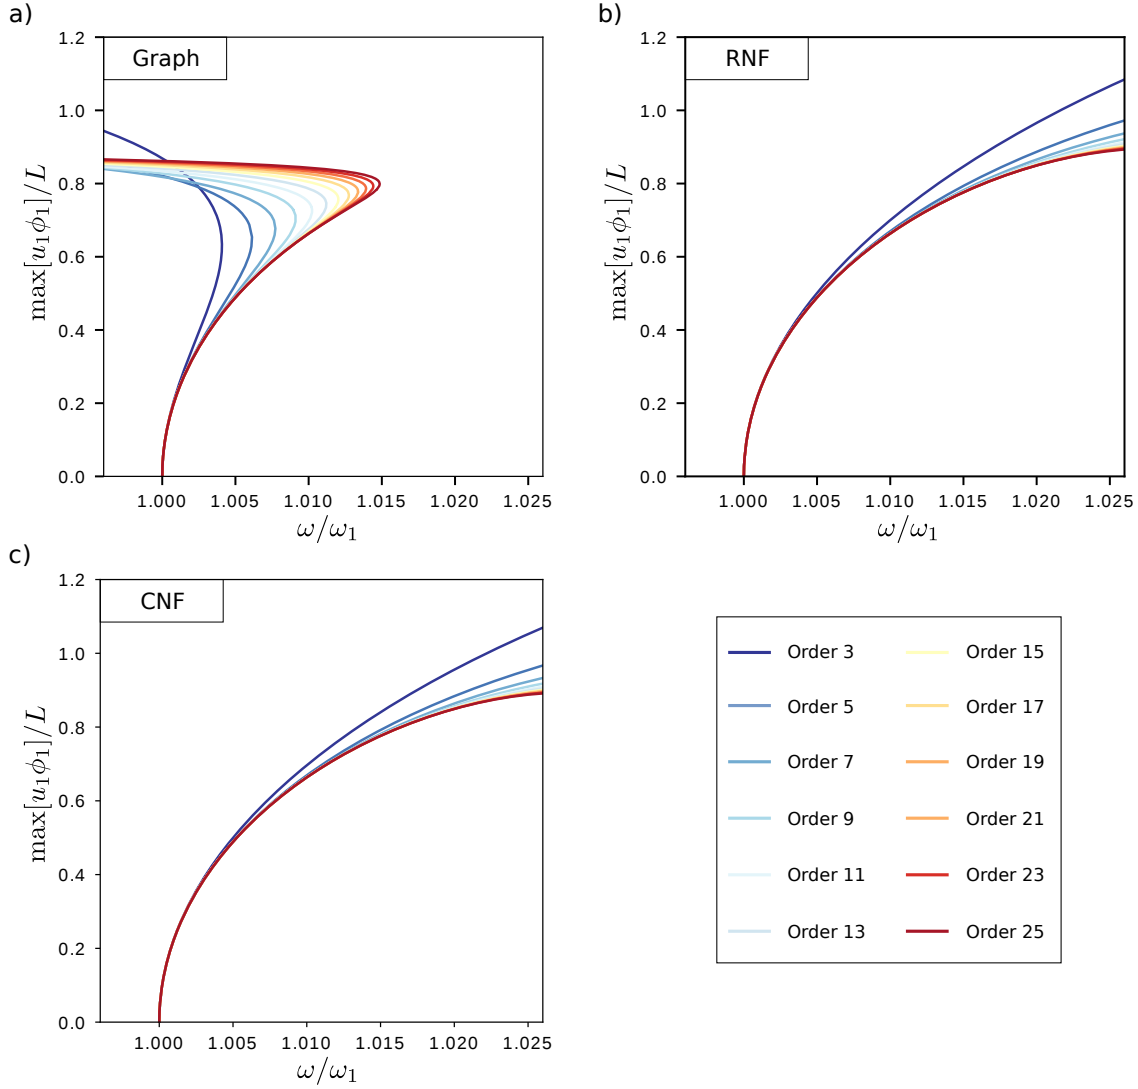 a)
Graph
1.2
1.0
0.8
0.6
0.4
0.2
0.0
max[u₁ϕ₁]/L
1.000 1.005 1.010 1.015 1.020 1.025
ω/ω₁
b)
RNF
1.2
1.0
0.8
0.6
0.4
0.2
0.0
max[u₁ϕ₁]/L
1.000 1.005 1.010 1.015 1.020 1.025
ω/ω₁
c)
CNF
1.2
1.0
0.8
0.6
0.4
0.2
0.0
max[u₁ϕ₁]/L
1.000 1.005 1.010 1.015 1.020 1.025
ω/ω₁
Order 3
Order 5
Order 7
Order 9
Order 11
Order 13
Order 15
Order 17
Order 19
Order 21
Order 23
Order 25